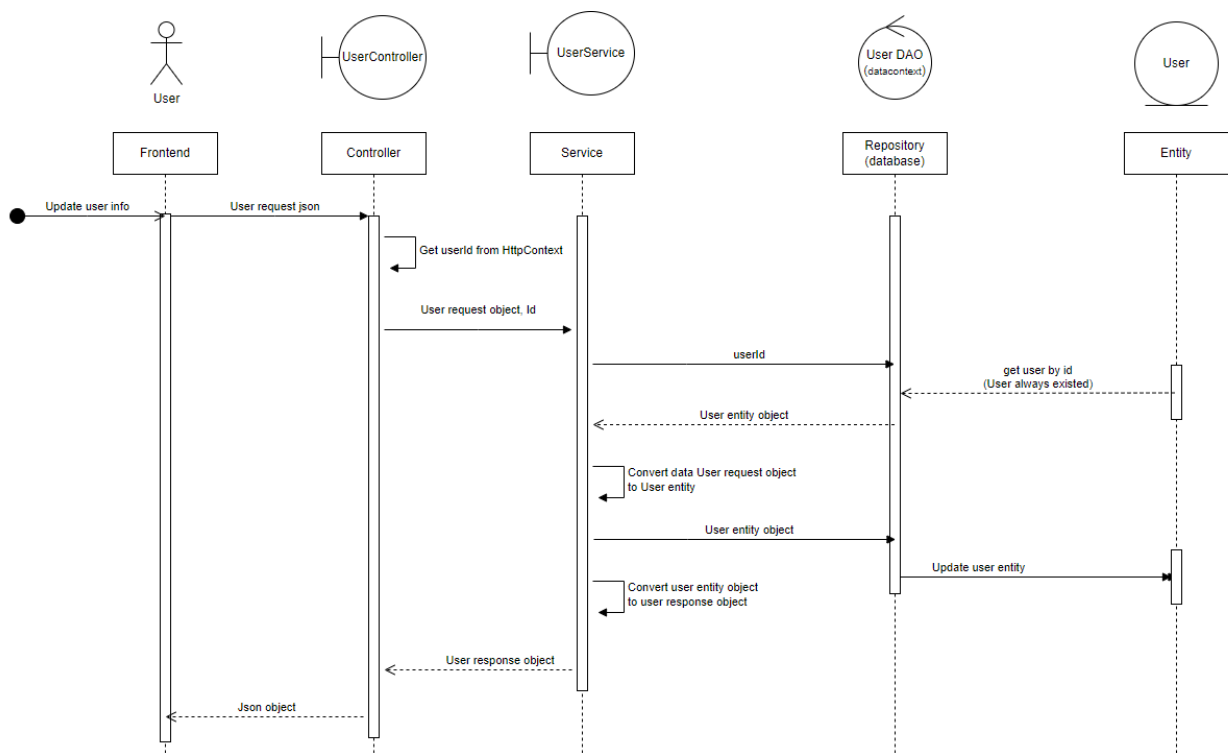 User
UserController
UserService
User DAO
(datacontext)
User
Frontend
Controller
Service
Repository
(database)
Entity
Update user info
User request json
Get userId from HttpContext
User request object, Id
userId
get user by id
(User always existed)
User entity object
Convert data User request object
to User entity
User entity object
Update user entity
Convert user entity object
to user response object
User response object
Json object